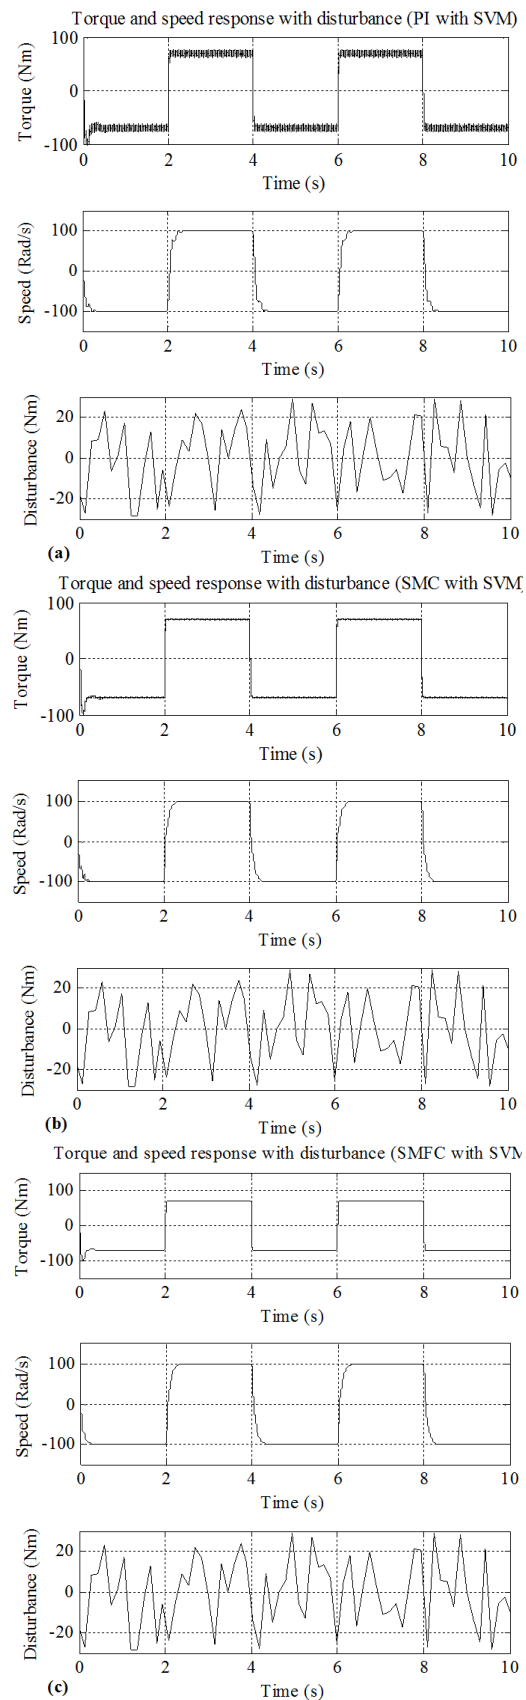 Torque and speed response with disturbance (PI with SVM)
100
0
-100
Torque (Nm)
0 2 4 6 8 10
Time (s)
100
0
-100
Speed (Rad/s)
0 2 4 6 8 10
Time (s)
20
0
-20
Disturbance (Nm)
0 2 4 6 8 10
Time (s)
(a)
Torque and speed response with disturbance (SMC with SVM)
100
0
-100
Torque (Nm)
0 2 4 6 8 10
Time (s)
100
0
-100
Speed (Rad/s)
0 2 4 6 8 10
Time (s)
20
0
-20
Disturbance (Nm)
0 2 4 6 8 10
Time (s)
(b)
Torque and speed response with disturbance (SMFC with SVM
100
0
-100
Torque (Nm)
0 2 4 6 8 10
Time (s)
100
0
-100
Speed (Rad/s)
0 2 4 6 8 10
Time (s)
20
0
-20
Disturbance (Nm)
0 2 4 6 8 10
Time (s)
(c)